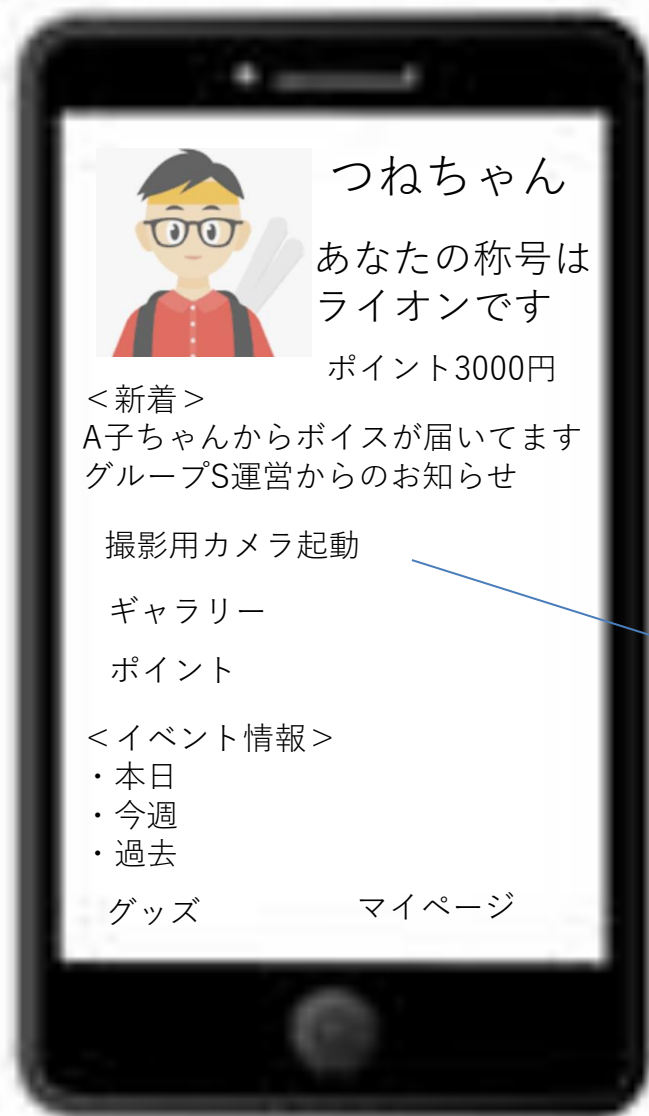 つねちゃん
あなたの称号は
ライオンです
ポイント3000円
＜新着＞
A子ちゃんからボイスが届いてます
グループS運営からのお知らせ
撮影用カメラ起動
ギャラリー
ポイント
＜イベント情報＞
・本日
・今週
・過去
グッズ
マイページ